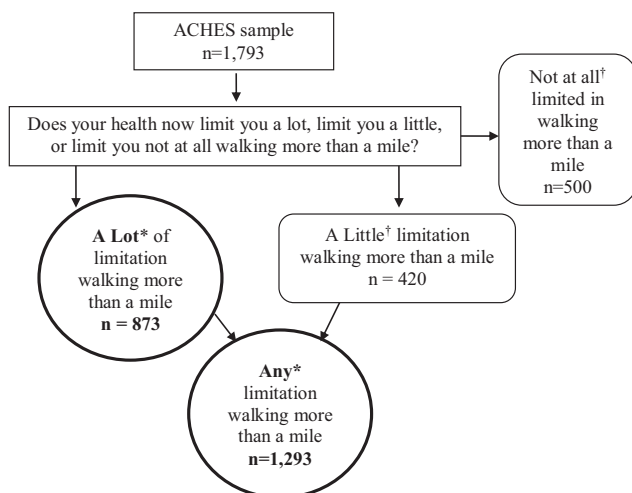 ACHES sample
n=1,793
Not at all†
limited in
walking
more than a
mile
n=500
Does your health now limit you a lot, limit you a little,
or limit you not at all walking more than a mile?
A Lot* of
limitation
walking more
than a mile
n = 873
A Little† limitation
walking more than a mile
n = 420
Any*
limitation
walking more
than a mile
n=1,293